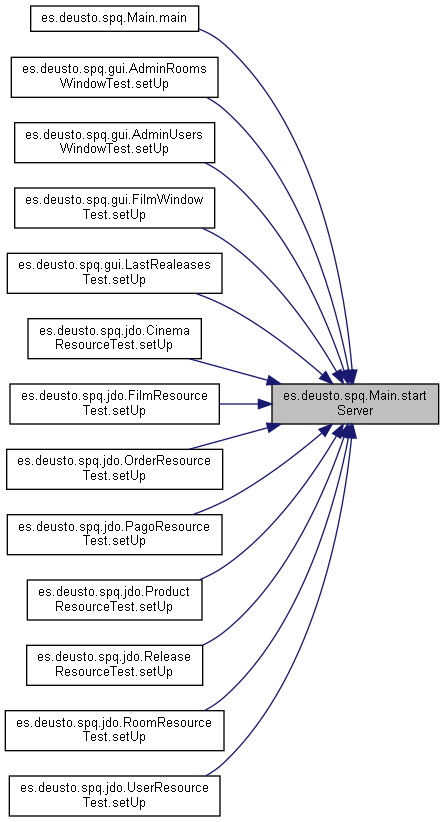 es.deusto.spq.Main.main
es.deusto.spq.gui.AdminRooms
WindowTest.setUp
es.deusto.spq.gui.AdminUsers
WindowTest.setUp
es.deusto.spq.gui.FilmWindow
Test.setUp
es.deusto.spq.gui.LastRealeases
Test.setUp
es.deusto.spq.jdo.Cinema
ResourceTest.setUp
es.deusto.spq.jdo.FilmResource
Test.setUp
es.deusto.spq.Main.start
Server
es.deusto.spq.jdo.OrderResource
Test.setUp
es.deusto.spq.jdo.PagoResource
Test.setUp
es.deusto.spq.jdo.Product
ResourceTest.setUp
es.deusto.spq.jdo.Release
ResourceTest.setUp
es.deusto.spq.jdo.RoomResource
Test.setUp
es.deusto.spq.jdo.UserResource
Test.setUp